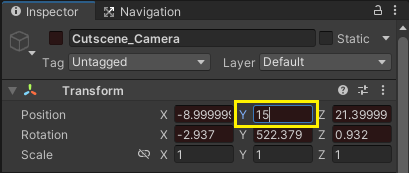 Inspector Navigation
Cutscene_Camera Static
Tag Untagged Layer Default
Transform
Position X -8.999999 Y 15 Z 21.39999
Rotation X -2.937 Y 522.379 Z 0.932
Scale X 1 Y 1 Z 1